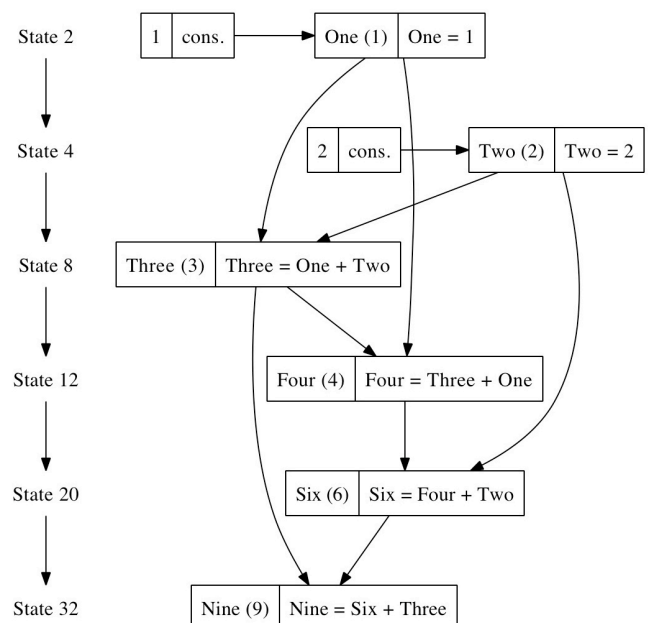 State 2
1 cons.
One (1) One = 1
State 4
2 cons.
Two (2) Two = 2
State 8
Three (3) Three = One + Two
State 12
Four (4) Four = Three + One
State 20
Six (6) Six = Four + Two
State 32
Nine (9) Nine = Six + Three